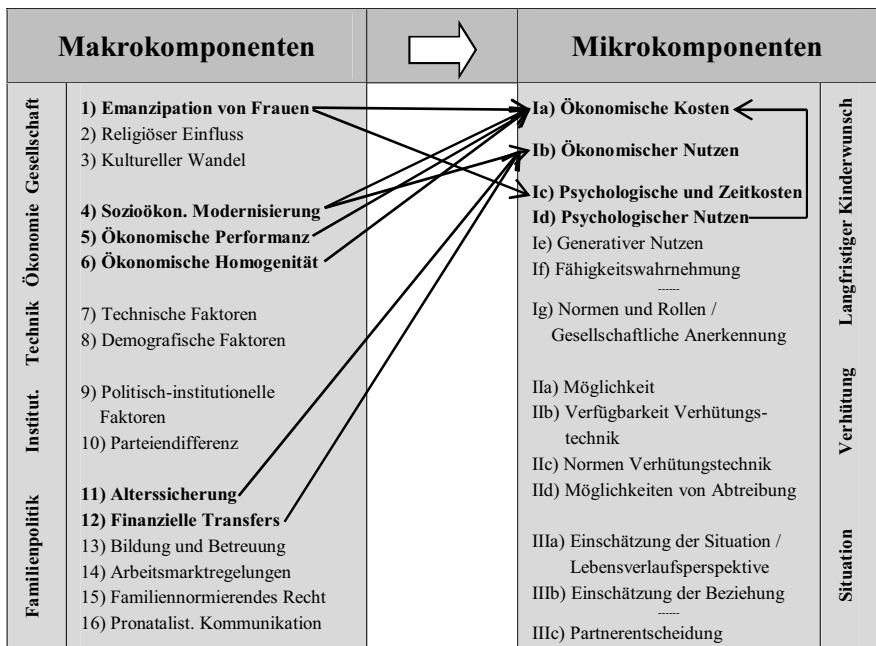 Makrokomponenten
Mikrokomponenten
Gesellschaft
1) Emanzipation von Frauen
2) Religiöser Einfluss
3) Kultureller Wandel
Ökonomie
4) Sozioökon. Modernisierung
5) Ökonomische Performanz
6) Ökonomische Homogenität
Technik
7) Technische Faktoren
8) Demografische Faktoren
Institut.
9) Politisch-institutionelle
Faktoren
10) Parteiendifferenz
Familienpolitik
11) Alterssicherung
12) Finanzielle Transfers
13) Bildung und Betreuung
14) Arbeitsmarktregelungen
15) Familiennormierendes Recht
16) Pronatalist. Kommunikation
Ia) Ökonomische Kosten
Ib) Ökonomischer Nutzen
Ic) Psychologische und Zeitkosten
Id) Psychologischer Nutzen
Ie) Generativer Nutzen
If) Fähigkeitswahrnehmung
------
Ig) Normen und Rollen /
Gesellschaftliche Anerkennung
Langfristiger Kinderwunsch
IIa) Möglichkeit
IIb) Verfügbarkeit Verhütungs-
technik
IIc) Normen Verhütungstechnik
IId) Möglichkeiten von Abtreibung
Verhütung
IIIa) Einschätzung der Situation /
Lebensverlaufsperspektive
IIIb) Einschätzung der Beziehung
------
IIIc) Partnerentscheidung
Situation